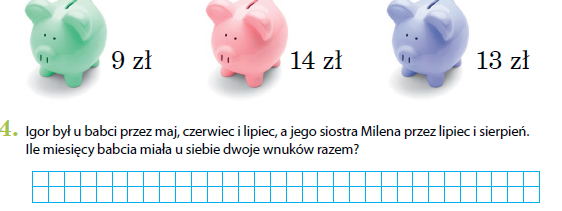 9 zł 14 zł 13 zł
4. Igor był u babci przez maj, czerwiec i lipiec, a jego siostra Milena przez lipiec i sierpień.
Ile miesięcy babcia miała u siebie dwoje wnuków razem?